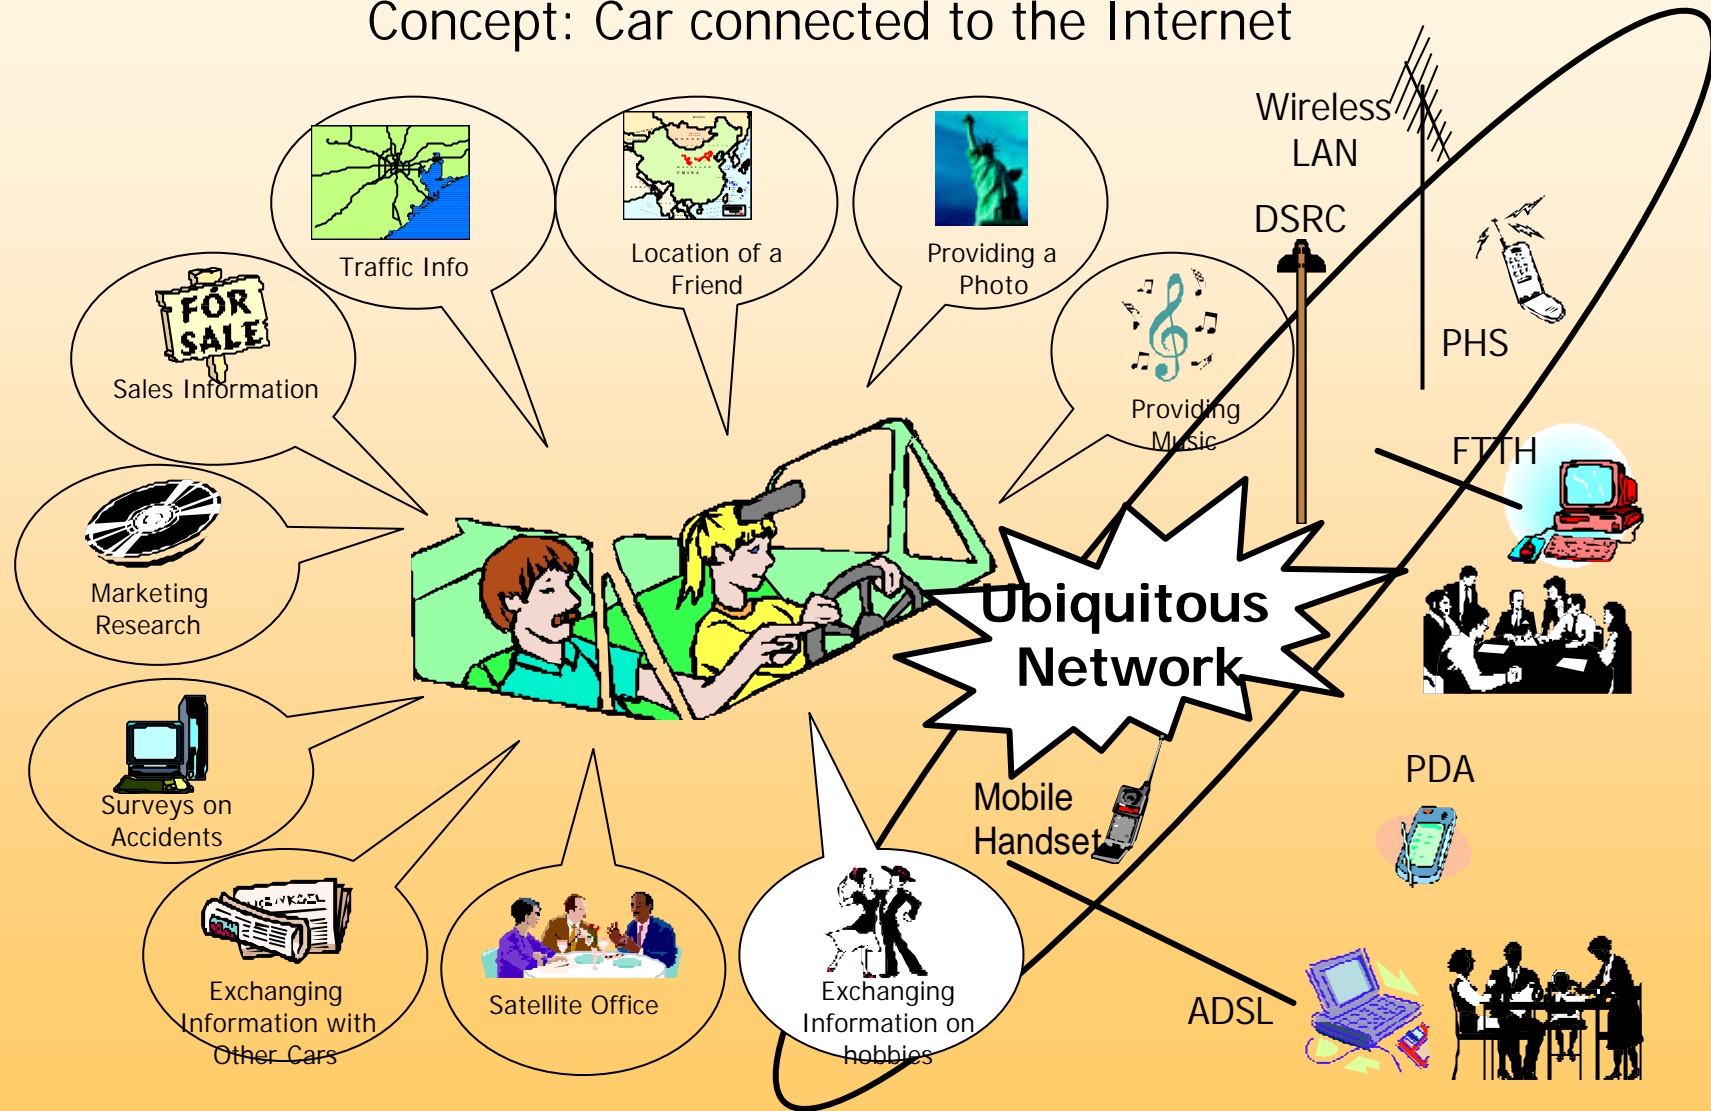 Concept: Car connected to the Internet
Traffic Info
Location of a
Friend
CHINA
Providing a
Photo
Wireless
LAN
DSRC
PHS
FOR
SALE
Sales Information
Providing
Music
FTTH
Marketing
Research
Ubiquitous
Network
Surveys on
Accidents
Mobile
Handset
PDA
Exchanging
Information with
Other Cars
Satellite Office
Exchanging
Information on
hobbies
ADSL